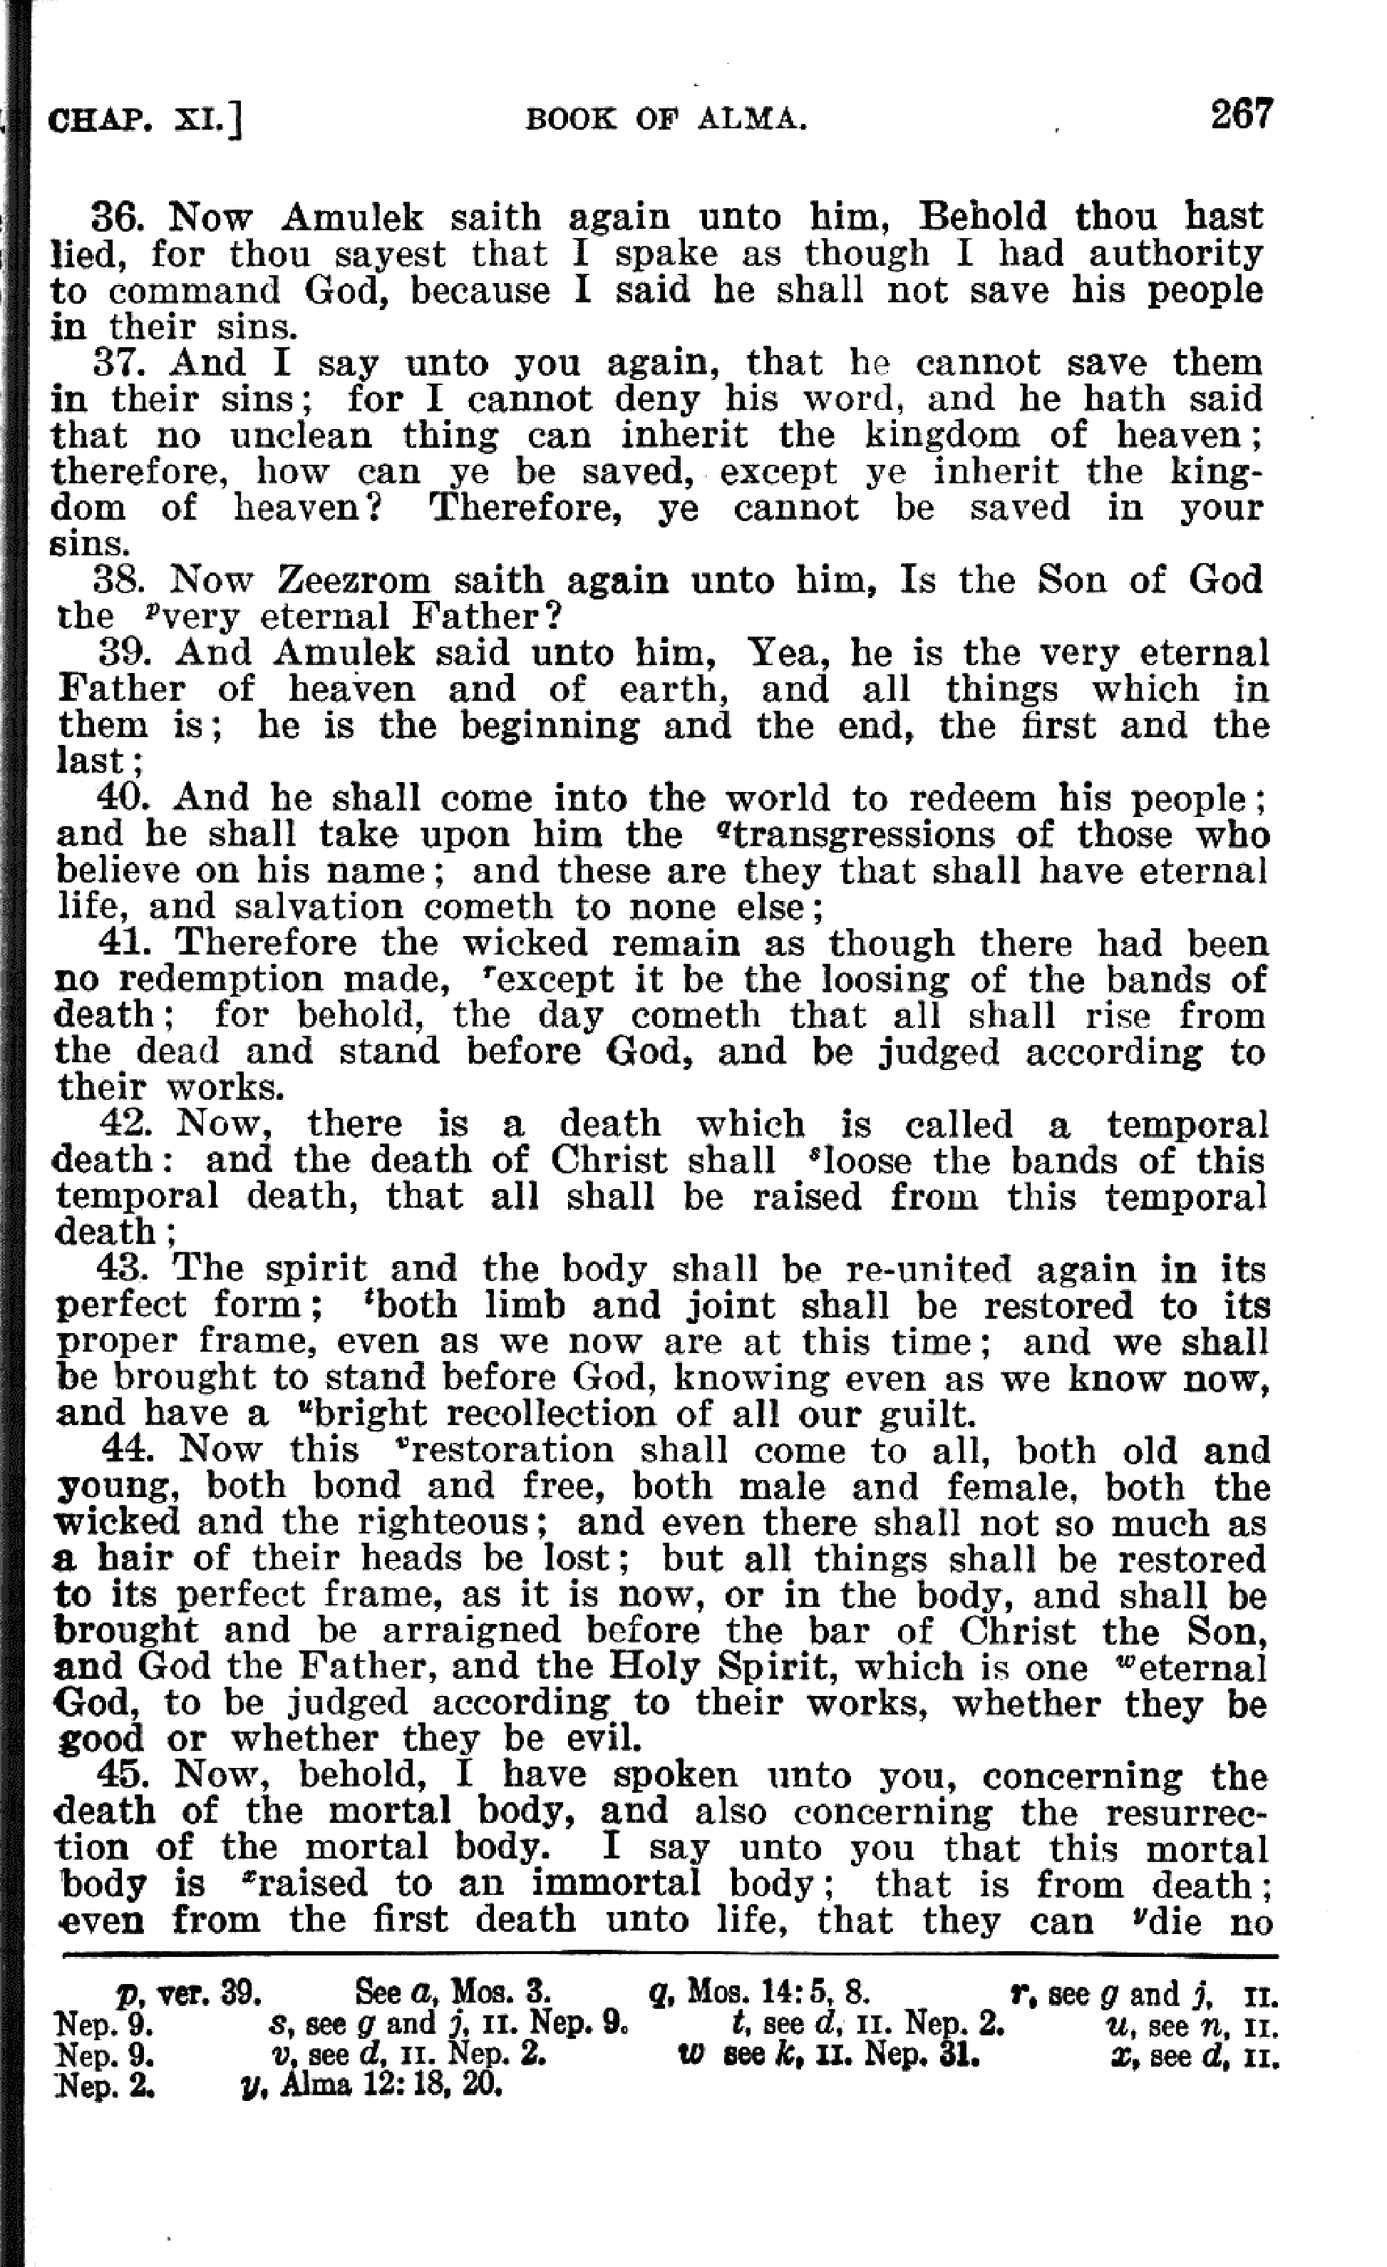 CHAP. XI.] BOOK OF ALMA. 267
36. Now Amulek saith again unto him, Behold thou hast
lied, for thou sayest that I spake as though I had authority
to command God, because I said he shall not save his people
in their sins.
37. And I say unto you again, that he cannot save them
in their sins; for I cannot deny his word, and he hath said
that no unclean thing can inherit the kingdom of heaven;
therefore, how can ye be saved, except ye inherit the king-
dom of heaven? Therefore, ye cannot be saved in your
sins.
38. Now Zeezrom saith again unto him, Is the Son of God
the pvery eternal Father?
39. And Amulek said unto him, Yea, he is the very eternal
Father of heaven and of earth, and all things which in
them is; he is the beginning and the end, the first and the
last;
40. And he shall come into the world to redeem his people;
and he shall take upon him the qtransgressions of those who
believe on his name; and these are they that shall have eternal
life, and salvation cometh to none else;
41. Therefore the wicked remain as though there had been
no redemption made, rexcept it be the loosing of the bands of
death; for behold, the day cometh that all shall rise from
the dead and stand before God, and be judged according to
their works.
42. Now, there is a death which is called a temporal
death: and the death of Christ shall sloose the bands of this
temporal death, that all shall be raised from this temporal
death;
43. The spirit and the body shall be re-united again in its
perfect form; tboth limb and joint shall be restored to its
proper frame, even as we now are at this time; and we shall
be brought to stand before God, knowing even as we know now,
and have a ubright recollection of all our guilt.
44. Now this vrestoration shall come to all, both old and
young, both bond and free, both male and female, both the
wicked and the righteous; and even there shall not so much as
a hair of their heads be lost; but all things shall be restored
to its perfect frame, as it is now, or in the body, and shall be
brought and be arraigned before the bar of Christ the Son,
and God the Father, and the Holy Spirit, which is one weternal
God, to be judged according to their works, whether they be
good or whether they be evil.
45. Now, behold, I have spoken unto you, concerning the
death of the mortal body, and also concerning the resurrec-
tion of the mortal body. I say unto you that this mortal
body is xraised to an immortal body; that is from death;
even from the first death unto life, that they can ydie no
p, ver. 39. See a, Mos. 3. q, Mos. 14:5, 8. r, see g and j, II.
Nep. 9. s, see g and j, II. Nep. 9. t, see d, II. Nep. 2. u, see n, II.
Nep. 9. v, see d, II. Nep. 2. w see k, II. Nep. 31. x, see d, II.
Nep. 2. y, Alma 12:18, 20.